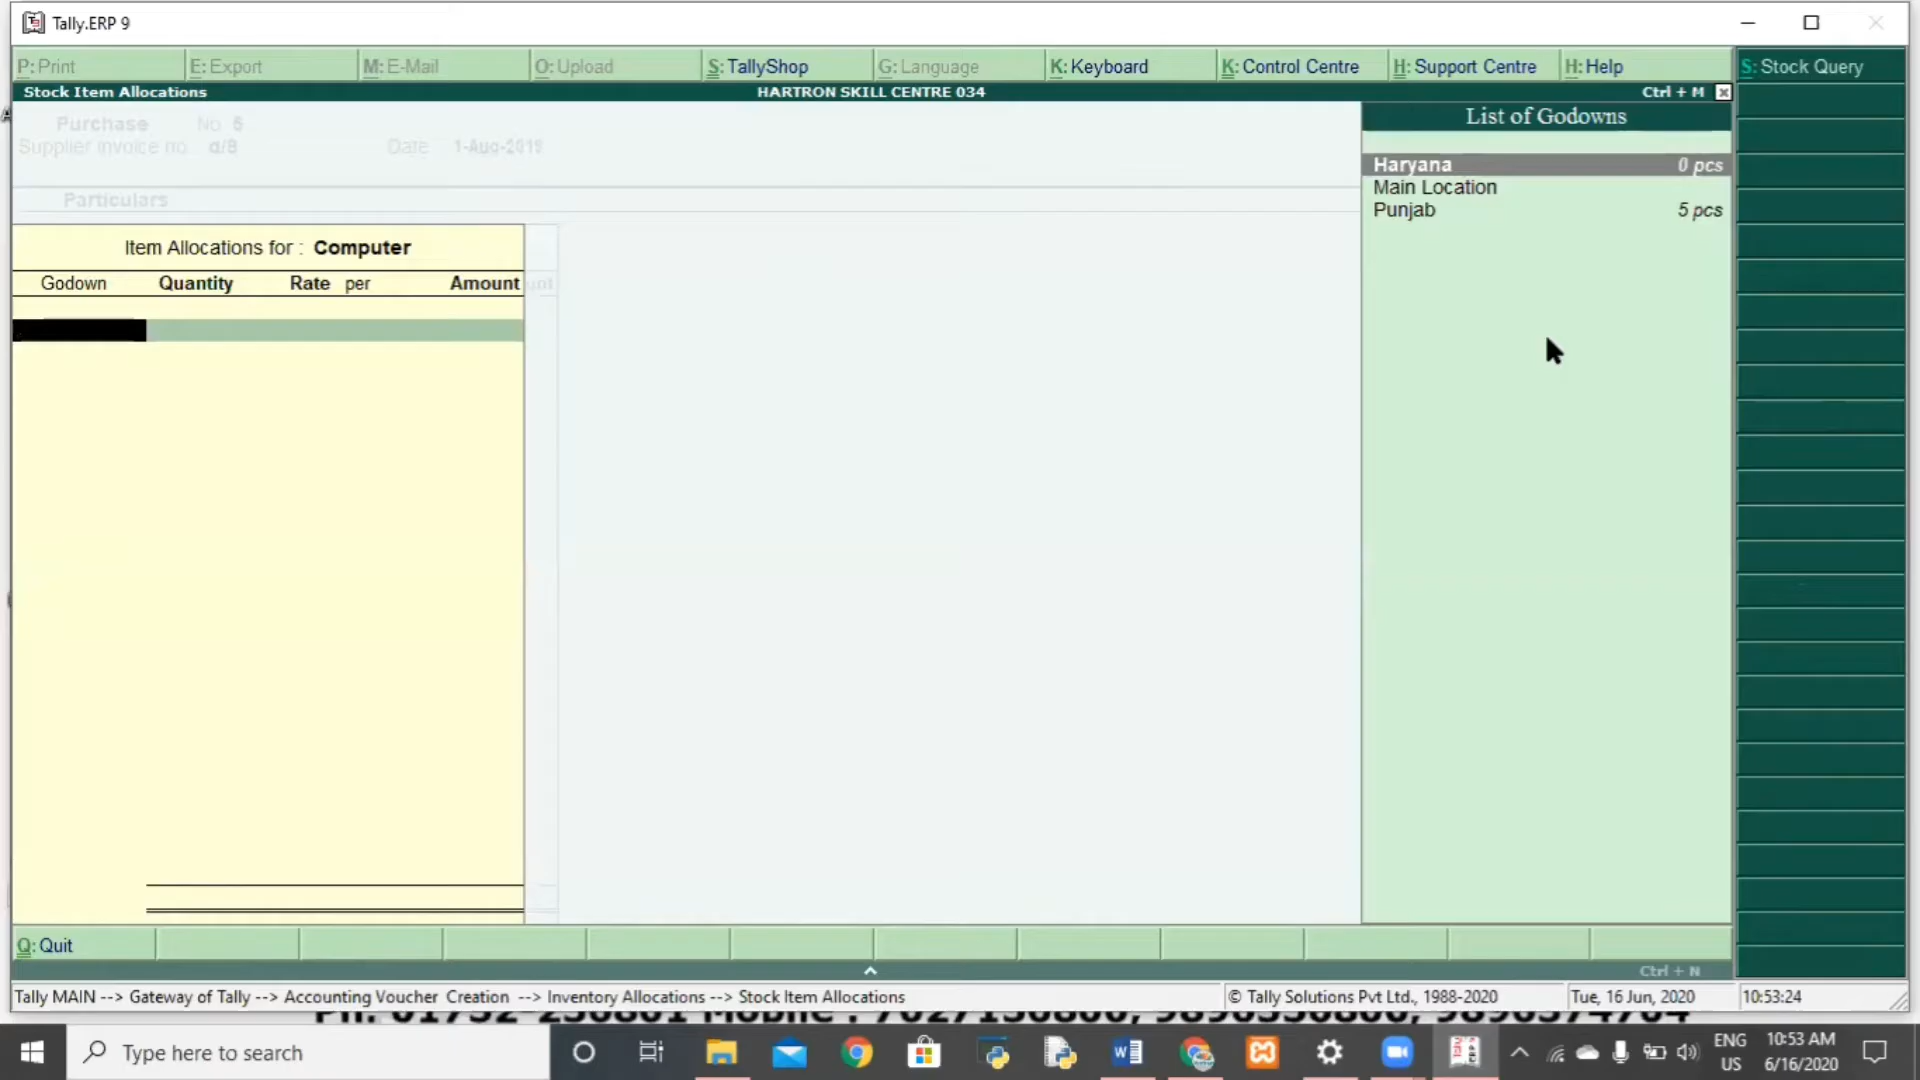 Tally.ERP 9
P: Print E: Export M: E-Mail O: Upload S: TallyShop G: Language K: Keyboard K: Control Centre H: Support Centre H: Help S: Stock Query
Stock Item Allocations HARTRON SKILL CENTRE 034 Ctrl + M
Purchase No. 6
Supplier invoice no. a/8 Date 1-Aug-2019
Particulars
List of Godowns
Haryana 0 pcs
Main Location
Punjab 5 pcs
Item Allocations for : Computer
Godown Quantity Rate per Amount
Q: Quit
Ctrl + N
Tally MAIN --> Gateway of Tally --> Accounting Voucher Creation --> Inventory Allocations --> Stock Item Allocations © Tally Solutions Pvt Ltd., 1988-2020 Tue, 16 Jun, 2020 10:53:24
Type here to search
ENG
US
10:53 AM
6/16/2020